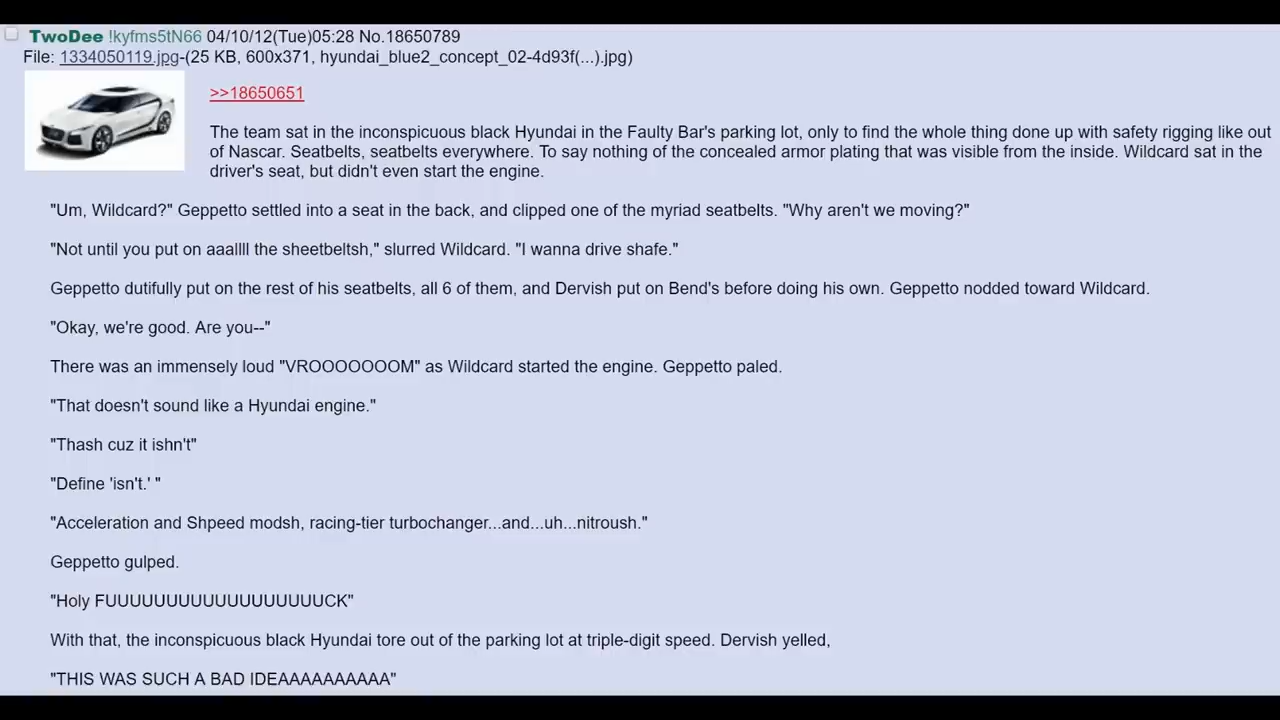 TwoDee !kyfms5tN66 04/10/12(Tue)05:28 No.18650789
File: 1334050119.jpg-(25 KB, 600x371, hyundai_blue2_concept_02-4d93f(...).jpg)
>>18650651
The team sat in the inconspicuous black Hyundai in the Faulty Bar's parking lot, only to find the whole thing done up with safety rigging like out
of Nascar. Seatbelts, seatbelts everywhere. To say nothing of the concealed armor plating that was visible from the inside. Wildcard sat in the
driver's seat, but didn't even start the engine.
"Um, Wildcard?" Geppetto settled into a seat in the back, and clipped one of the myriad seatbelts. "Why aren't we moving?"
"Not until you put on aaallll the sheetbeltsh," slurred Wildcard. "I wanna drive shafe."
Geppetto dutifully put on the rest of his seatbelts, all 6 of them, and Dervish put on Bend's before doing his own. Geppetto nodded toward Wildcard.
"Okay, we're good. Are you--"
There was an immensely loud "VROOOOOOOM" as Wildcard started the engine. Geppetto paled.
"That doesn't sound like a Hyundai engine."
"Thash cuz it ishn't"
"Define 'isn't.' "
"Acceleration and Shpeed modsh, racing-tier turbochanger...and...uh...nitroush."
Geppetto gulped.
"Holy FUUUUUUUUUUUUUUUUUUCK"
With that, the inconspicuous black Hyundai tore out of the parking lot at triple-digit speed. Dervish yelled,
"THIS WAS SUCH A BAD IDEAAAAAAAAAA"